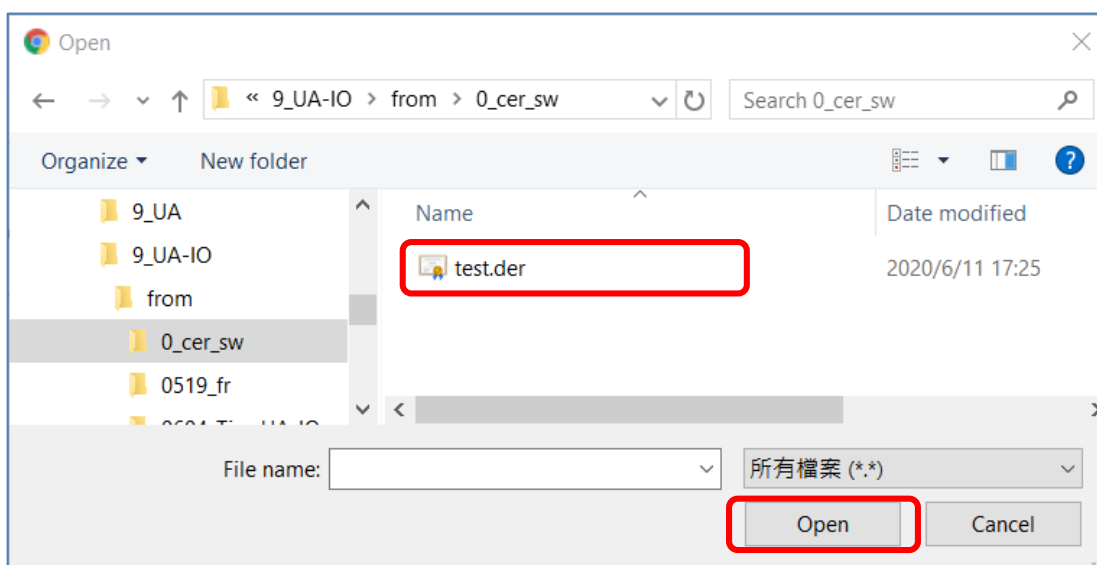 Open
« 9_UA-IO > from > 0_cer_sw
Search 0_cer_sw
Organize
New folder
?
Name
Date modified
9_UA
9_UA-IO
from
0_cer_sw
0519_fr
test.der
2020/6/11 17:25
File name:
所有檔案 (*.*)
Open
Cancel